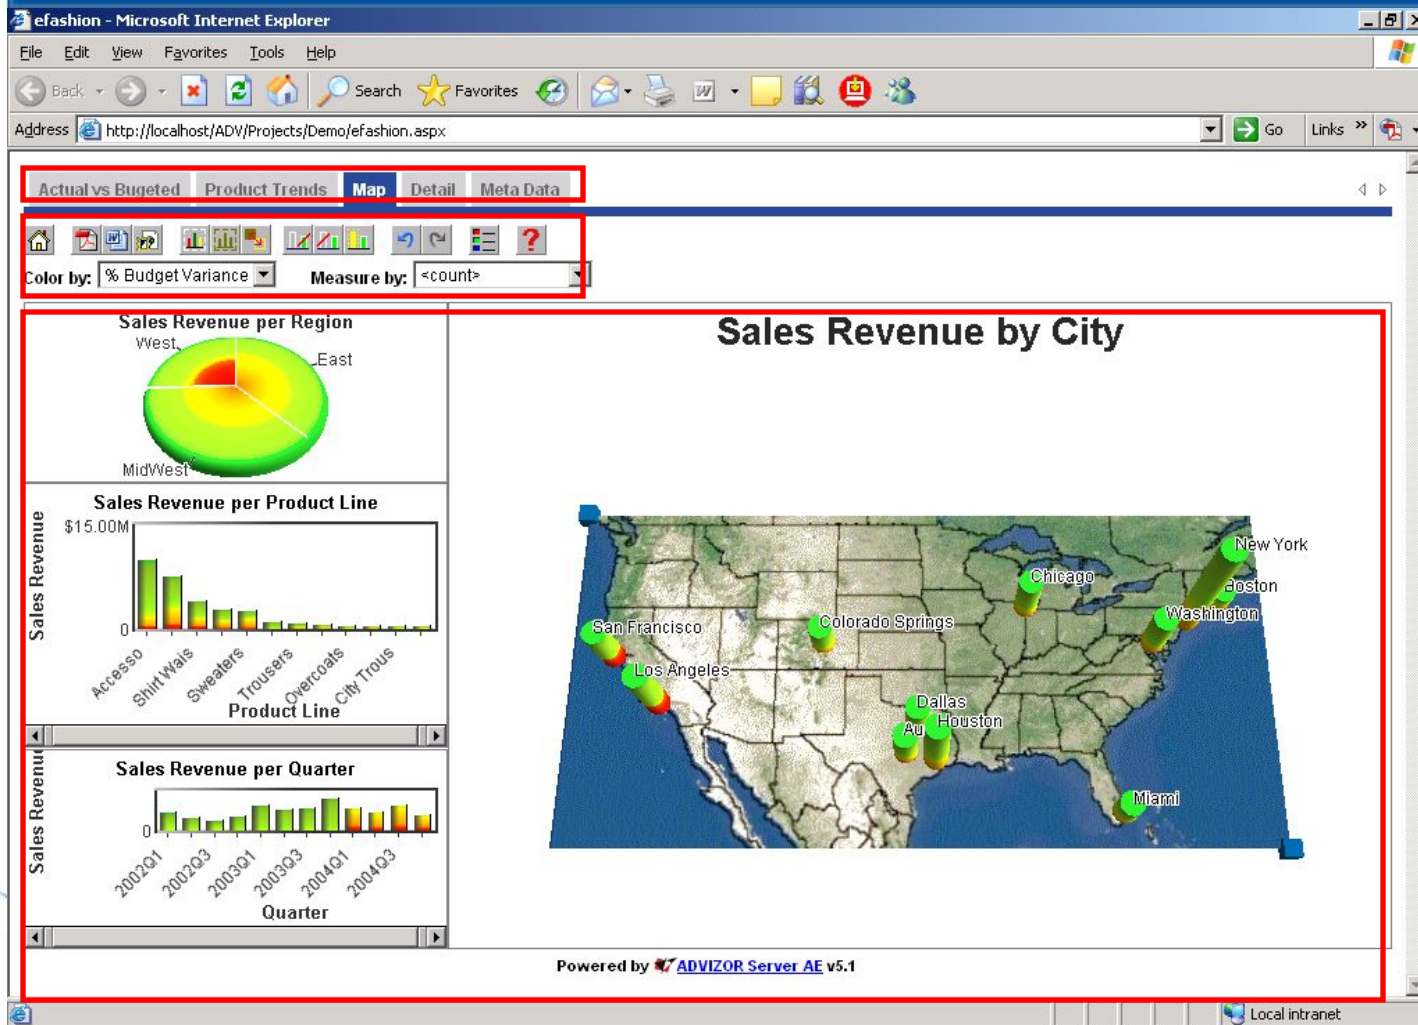 efashion - Microsoft Internet Explorer
File Edit View Favorites Tools Help
Back Search Favorites
Address http://localhost/ADV/Projects/Demo/efashion.aspx Go Links »
Actual vs Bugeted Product Trends Map Detail Meta Data
Color by: % Budget Variance Measure by: <count>
Sales Revenue per Region
West
East
MidWest
Sales Revenue per Product Line
Sales Revenue
$15.00M
0
Accesso Shirt Wais Sweaters Trousers Overcoats City Trous
Product Line
Sales Revenue per Quarter
Sales Revenue
0
2002Q1 2002Q3 2003Q1 2003Q3 2004Q1 2004Q3
Quarter
Sales Revenue by City
New York
Chicago
Boston
Washington
Colorado Springs
San Francisco
Los Angeles
Dallas
Houston
Au
Miami
Powered by ADVIZOR Server AE v5.1
Local intranet